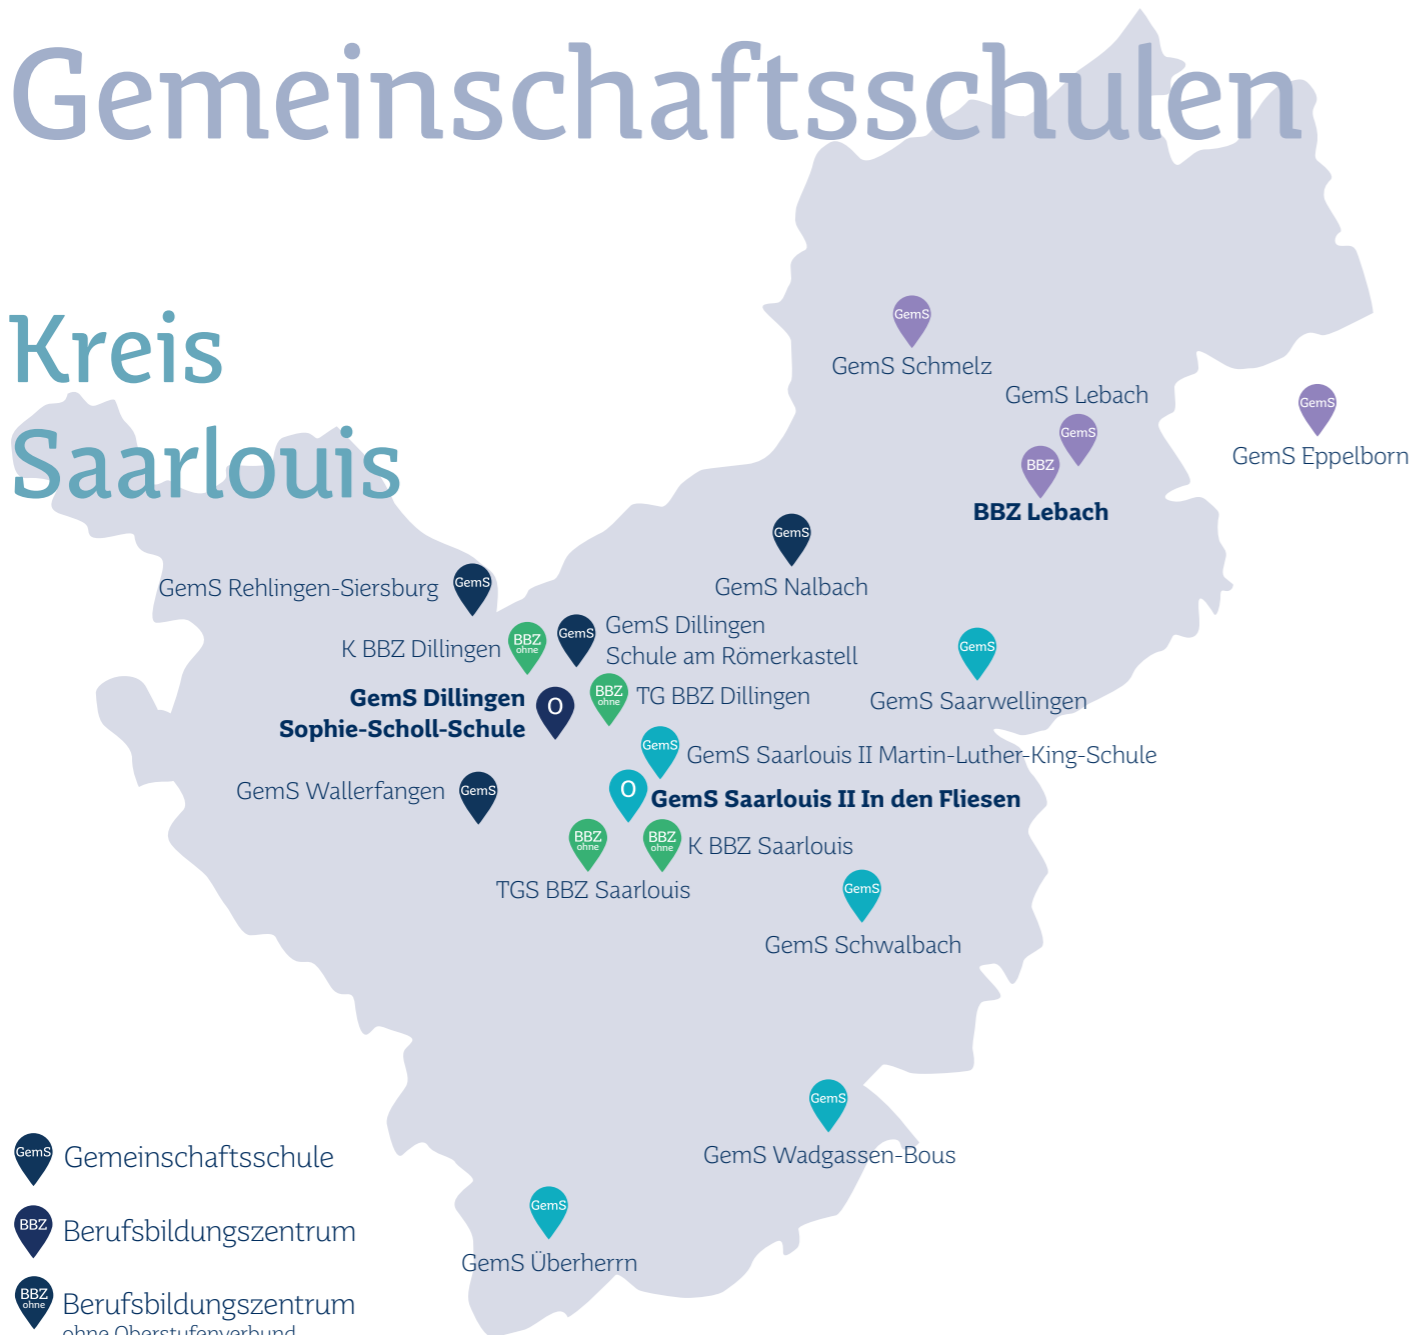 Gemeinschaftsschulen
Kreis
Saarlouis
GemS
GemS Schmelz
GemS Lebach
GemS
GemS
GemS Eppelborn
BBZ
BBZ Lebach
GemS
GemS Nalbach
GemS Rehlingen-Siersburg
GemS
K BBZ Dillingen
BBZ
ohne
GemS
GemS Dillingen
Schule am Römerkastell
GemS
GemS Saarwellingen
GemS Dillingen
Sophie-Scholl-Schule
O
BBZ
ohne
TG BBZ Dillingen
GemS
GemS Saarlouis II Martin-Luther-King-Schule
GemS Wallerfangen
GemS
O
GemS Saarlouis II In den Fliesen
BBZ
ohne
TGS BBZ Saarlouis
BBZ
ohne
K BBZ Saarlouis
GemS
GemS Schwalbach
GemS
GemS Wadgassen-Bous
GemS
GemS Überherrn
GemS
Gemeinschaftsschule
BBZ
Berufsbildungszentrum
BBZ
ohne
Berufsbildungszentrum
ohne Oberstufenverbund